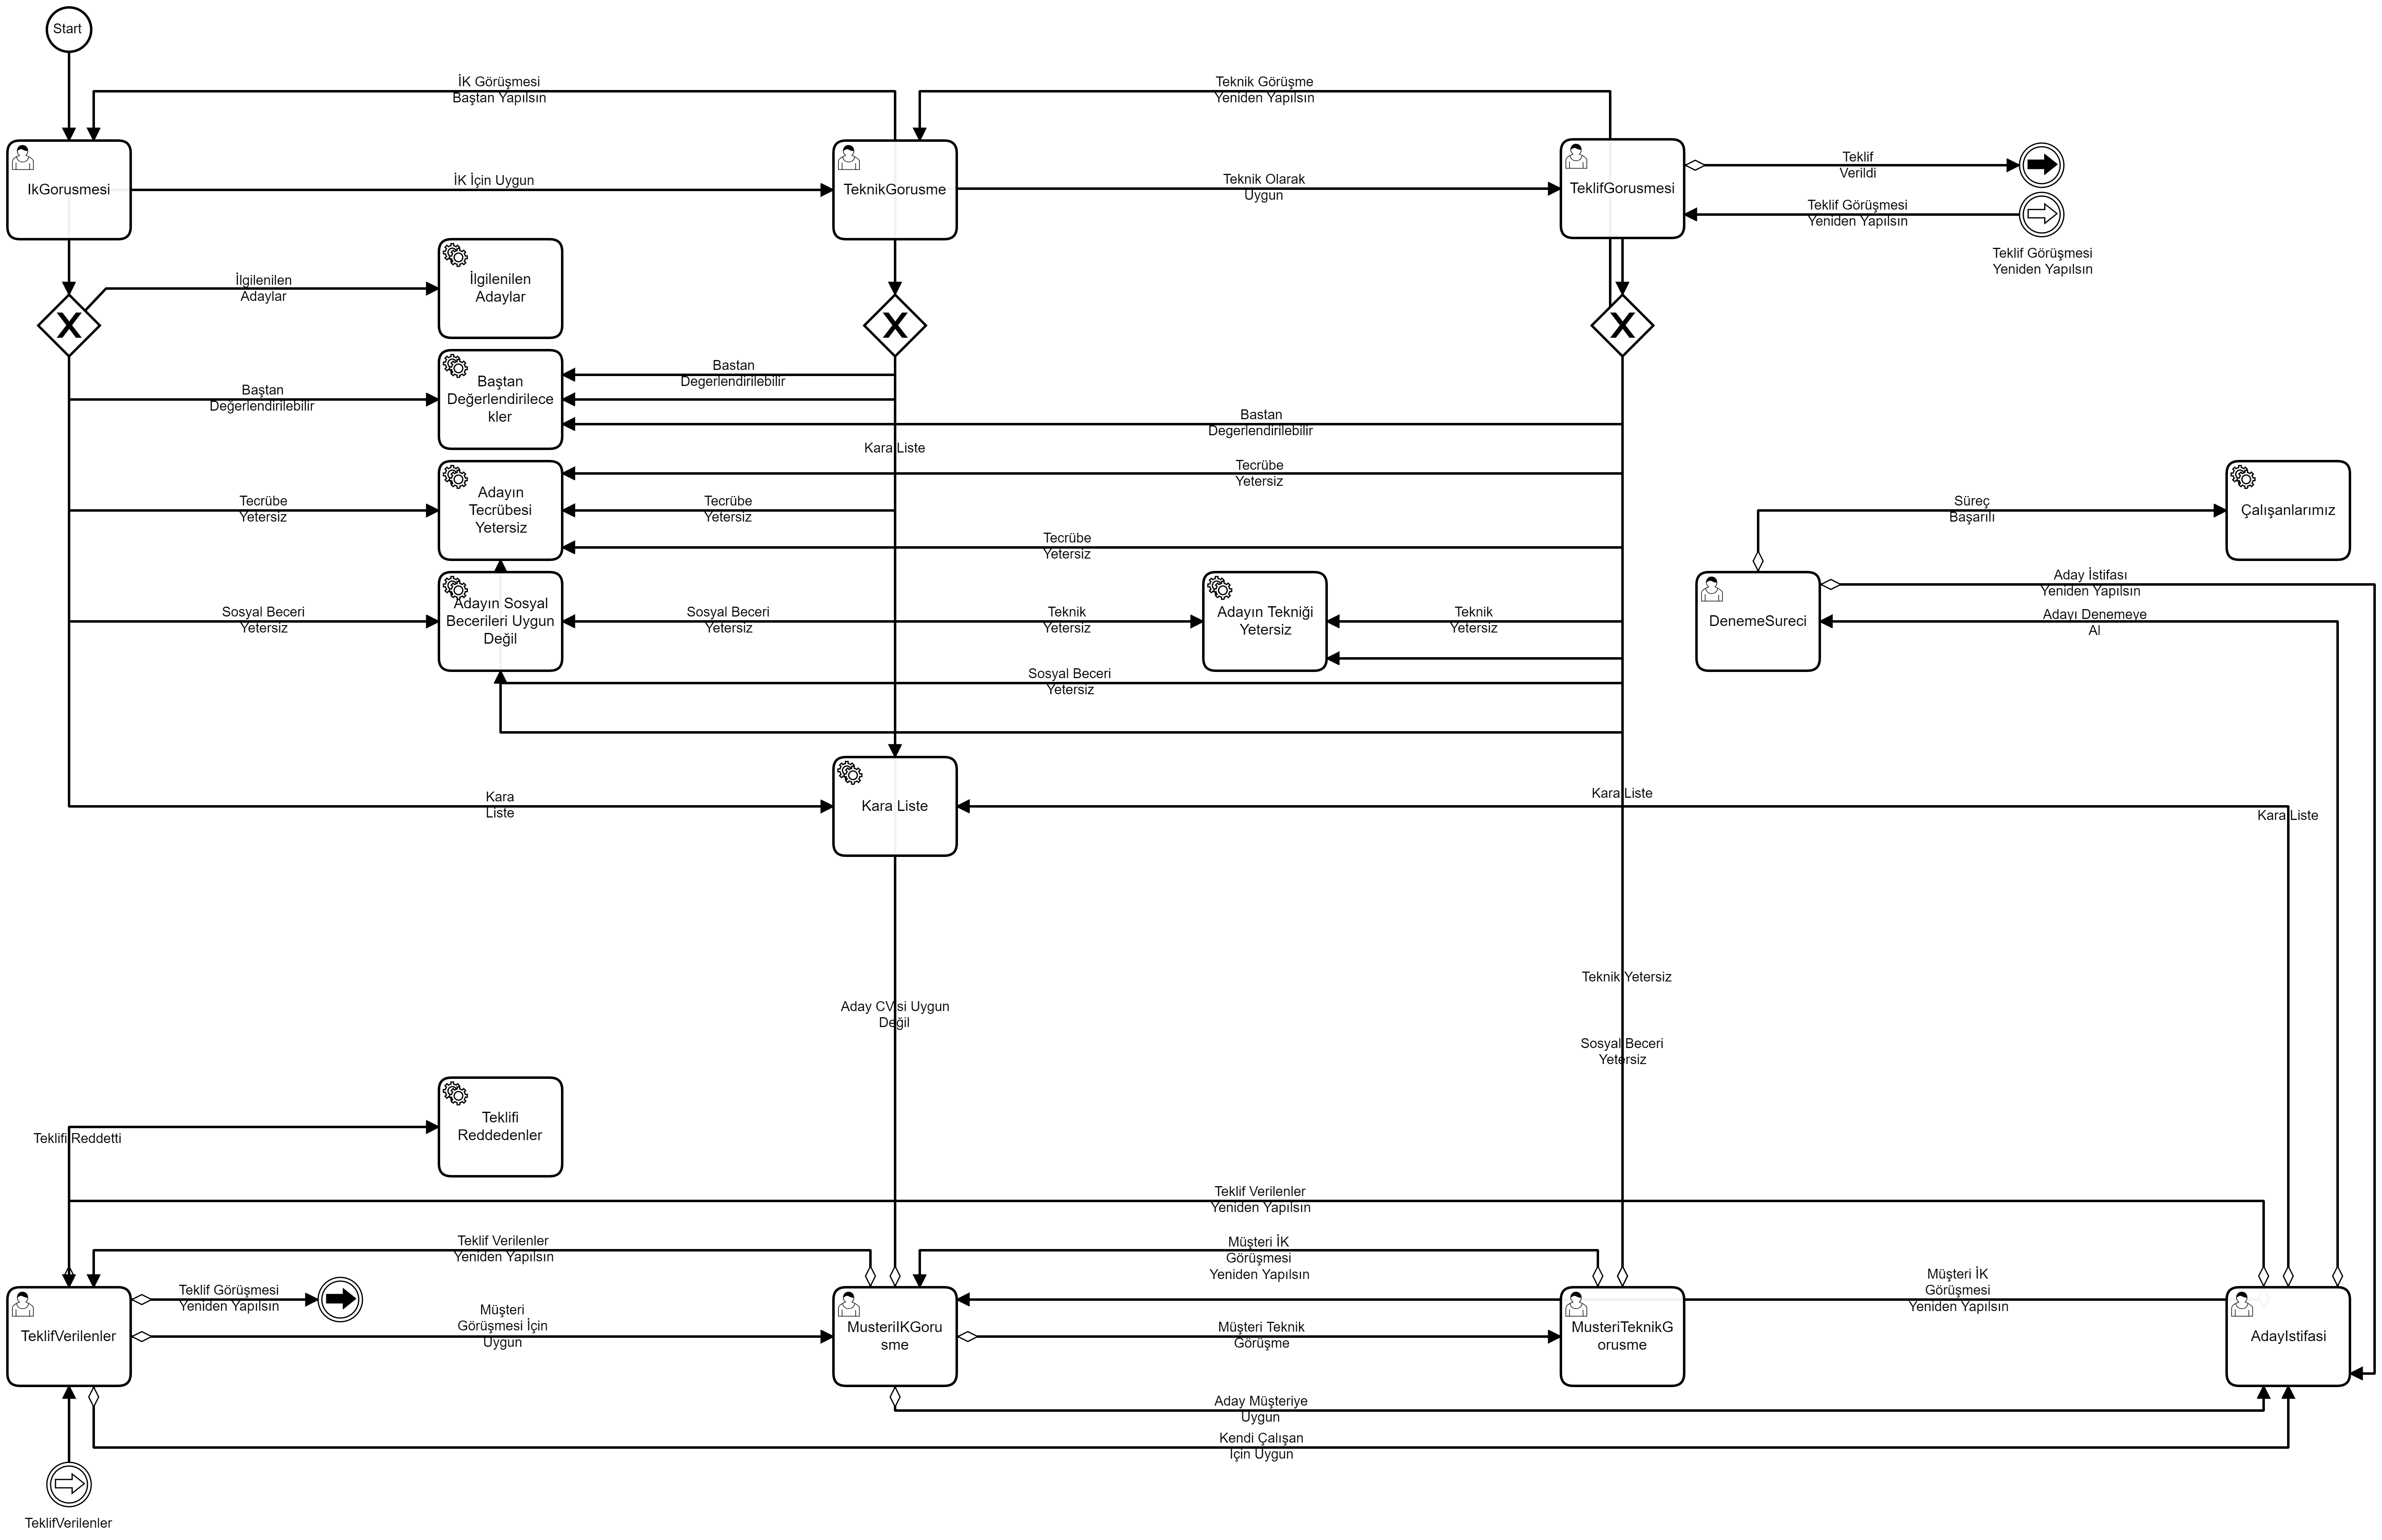 Start
İK Görüşmesi
Baştan Yapılsın
Teknik Görüşme
Yeniden Yapılsın
IkGorusmesi
İK İçin Uygun
TeknikGorusme
Teknik Olarak
Uygun
TeklifGorusmesi
Teklif
Verildi
Teklif Görüşmesi
Yeniden Yapılsın
Teklif Görüşmesi
Yeniden Yapılsın
İlgilenilen
Adaylar
İlgilenilen
Adaylar
X
X
X
Baştan
Değerlendirilebilir
Baştan
Değerlendirilece
kler
Bastan
Degerlendirilebilir
Bastan
Degerlendirilebilir
Kara Liste
Tecrübe
Yetersiz
Adayın
Tecrübesi
Yetersiz
Tecrübe
Yetersiz
Tecrübe
Yetersiz
Tecrübe
Yetersiz
Süreç
Başarılı
Çalışanlarımız
Sosyal Beceri
Yetersiz
Adayın Sosyal
Becerileri Uygun
Değil
Sosyal Beceri
Yetersiz
Teknik
Yetersiz
Adayın Tekniği
Yetersiz
Teknik
Yetersiz
DenemeSureci
Aday İstifası
Yeniden Yapılsın
Adayı Denemeye
Al
Sosyal Beceri
Yetersiz
Kara
Liste
Kara Liste
Kara Liste
Kara Liste
Teknik Yetersiz
Aday CV'si Uygun
Değil
Sosyal Beceri
Yetersiz
Teklifi Reddetti
Teklifi
Reddedenler
Teklif Verilenler
Yeniden Yapılsın
Teklif Verilenler
Yeniden Yapılsın
Müşteri İK
Görüşmesi
Yeniden Yapılsın
Müşteri İK
Görüşmesi
Yeniden Yapılsın
TeklifVerilenler
Teklif Görüşmesi
Yeniden Yapılsın
Müşteri
Görüşmesi İçin
Uygun
MusteriIKGoru
sme
Müşteri Teknik
Görüşme
MusteriTeknikG
orusme
AdayIstifasi
Aday Müşteriye
Uygun
Kendi Çalışan
İçin Uygun
TeklifVerilenler